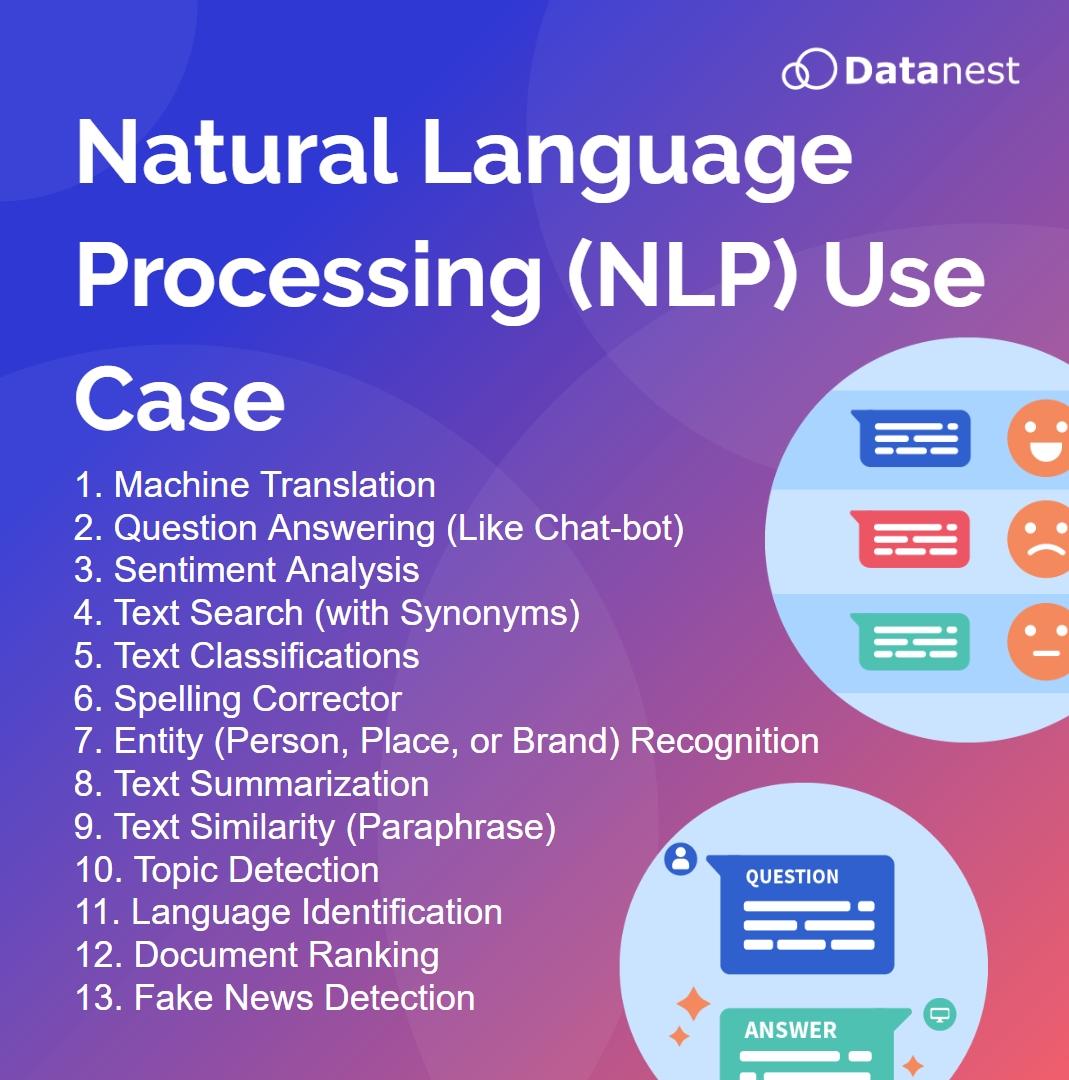 Datanest
Natural Language
Processing (NLP) Use
Case
1. Machine Translation
2. Question Answering (Like Chat-bot)
3. Sentiment Analysis
4. Text Search (with Synonyms)
5. Text Classifications
6. Spelling Corrector
7. Entity (Person, Place, or Brand) Recognition
8. Text Summarization
9. Text Similarity (Paraphrase)
10. Topic Detection
11. Language Identification
12. Document Ranking
13. Fake News Detection
QUESTION
ANSWER